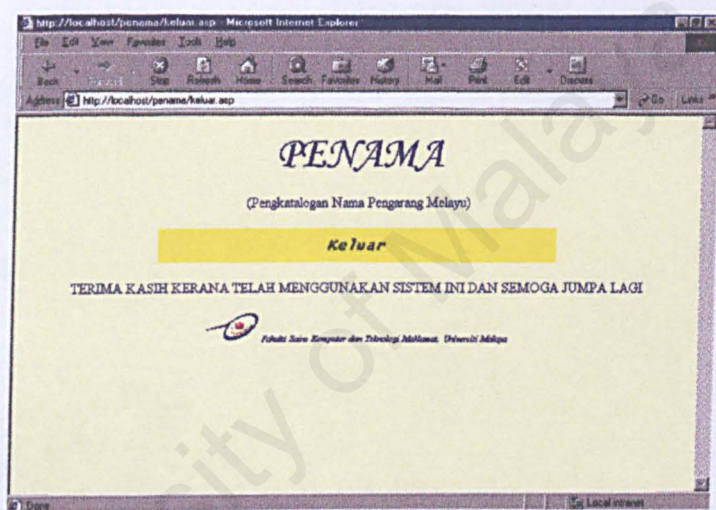 http://localhost/penama/keluar.asp - Microsoft Internet Explorer
File Edit View Favorites Tools Help
Back Forward Stop Refresh Home Search Favorites History Mail Print Edit Discuss
Address http://localhost/penama/keluar.asp Go Links
PENAMA
(Pengkatalogan Nama Pengarang Melayu)
Keluar
TERIMA KASIH KERANA TELAH MENGGUNAKAN SISTEM INI DAN SEMOGA JUMPA LAGI
Fakulti Sains Komputer dan Teknologi Maklumat, Universiti Malaya
Done Local intranet
University of Malaya